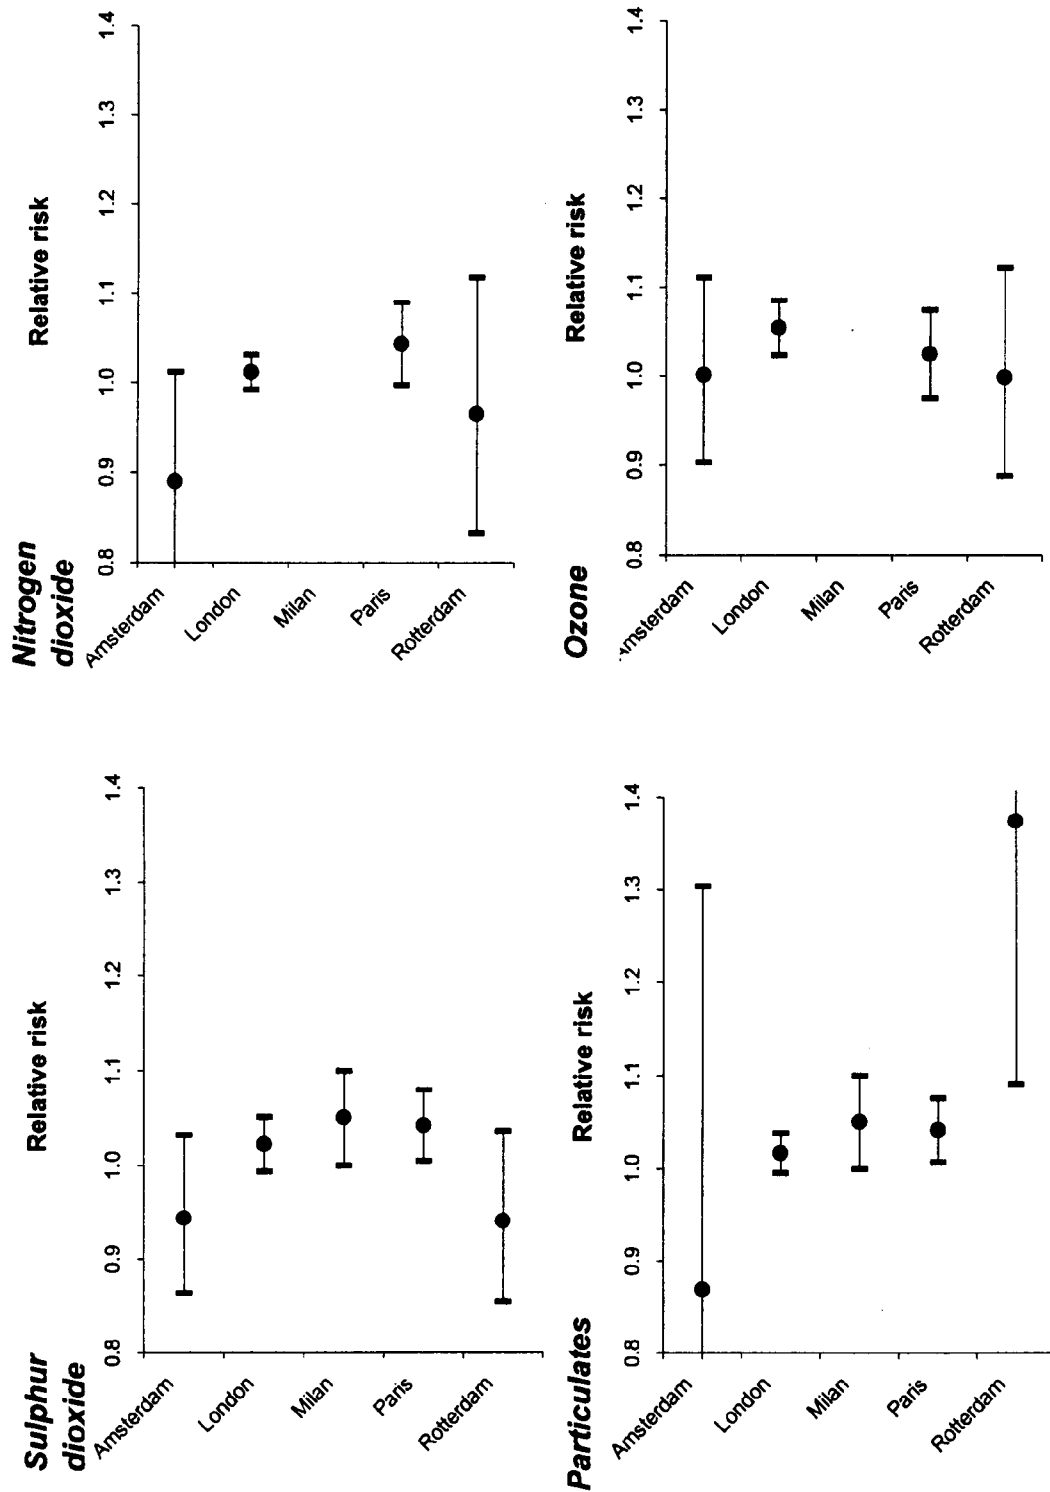 Sulphur
dioxide
Relative risk
0.8 0.9 1.0 1.1 1.2 1.3 1.4
Amsterdam
London
Milan
Paris
Rotterdam
Nitrogen
dioxide
Relative risk
0.8 0.9 1.0 1.1 1.2 1.3 1.4
Amsterdam
London
Milan
Paris
Rotterdam
Particulates
Relative risk
0.8 0.9 1.0 1.1 1.2 1.3 1.4
Amsterdam
London
Milan
Paris
Rotterdam
Ozone
Relative risk
0.8 0.9 1.0 1.1 1.2 1.3 1.4
Amsterdam
London
Milan
Paris
Rotterdam